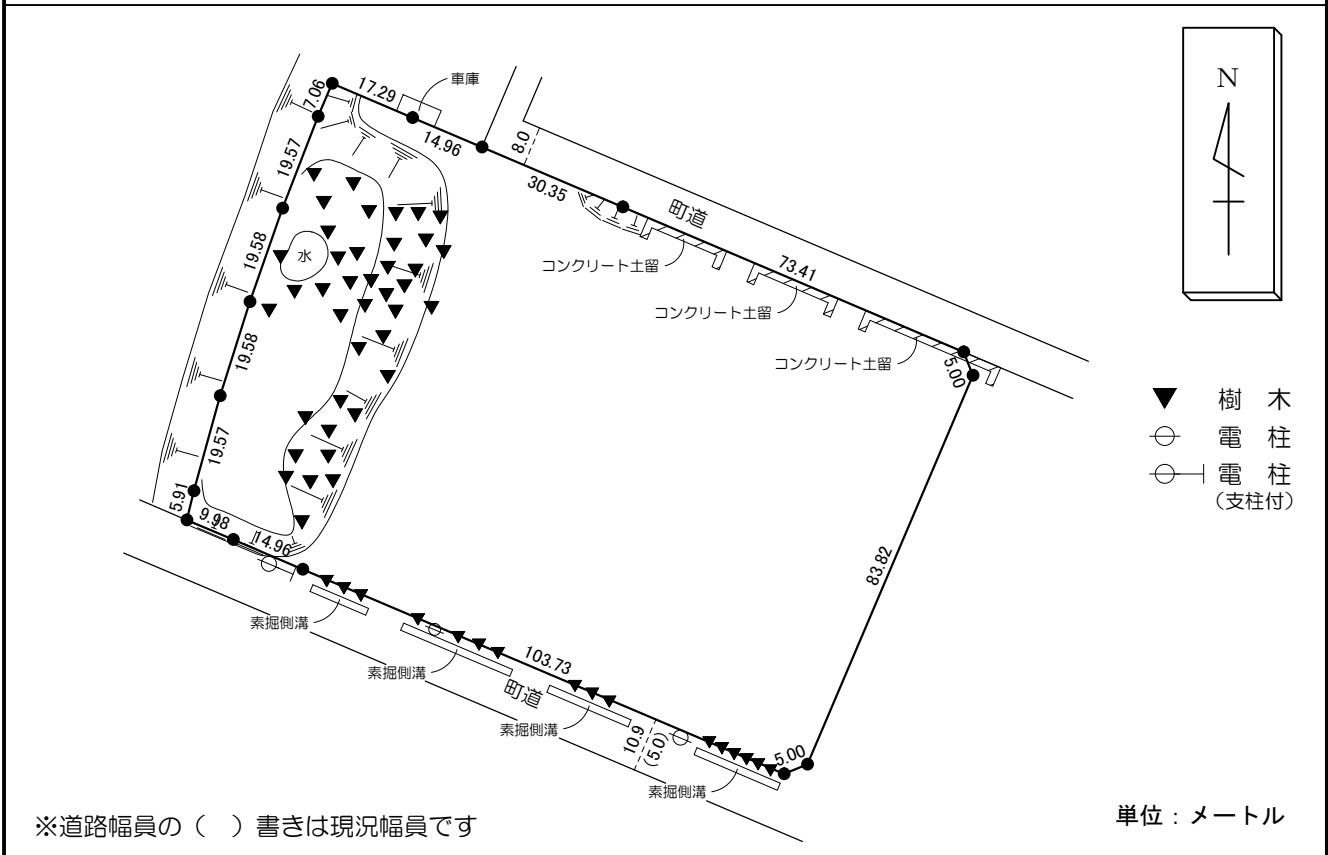 N
車庫
17.29
7.06
14.96
8.0
19.57
30.35
町道
水
コンクリート土留
73.41
19.58
コンクリート土留
19.58
コンクリート土留
5.00
樹 木
電 柱
電 柱
（支柱付）
19.57
5.91
9.98
14.96
83.82
素掘側溝
103.73
素掘側溝
町道
素掘側溝
10.9
(5.0)
5.00
素掘側溝
※道路幅員の（ ）書きは現況幅員です
単位：メートル